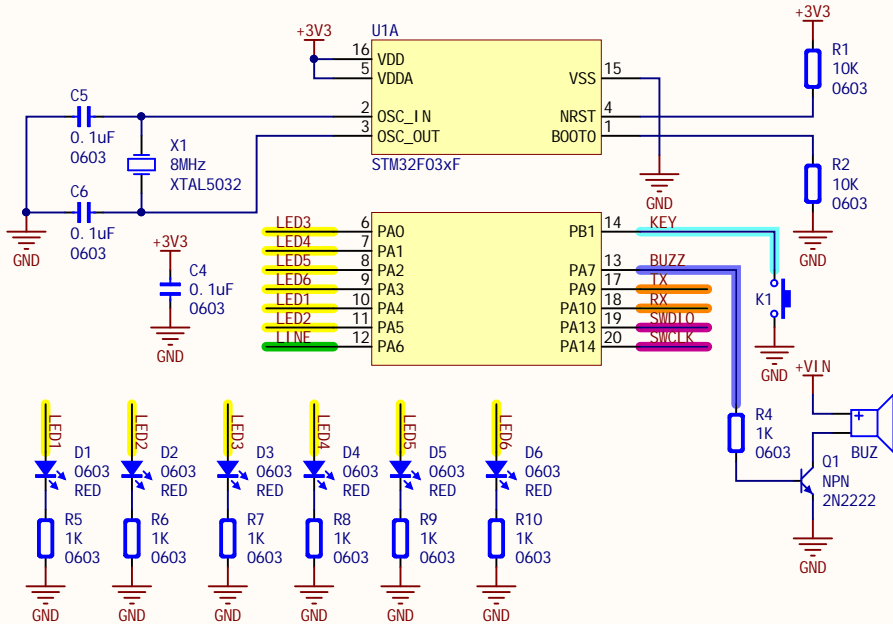 +3V3
U1A
16 VDD
5 VDDA
VSS 15
2 OSC_IN
3 OSC_OUT
NRST 4
BOOT0 1
STM32F03xF
+3V3
R1
10K
0603
R2
10K
0603
GND
GND
C5
0.1uF
0603
X1
8MHz
XTAL5032
C6
0.1uF
0603
GND
+3V3
C4
0.1uF
0603
GND
LED3 6 PA0
LED4 7 PA1
LED5 8 PA2
LED6 9 PA3
LED1 10 PA4
LED2 11 PA5
LINE 12 PA6
PB1 14 KEY
PA7 13 BUZZ
PA9 17 TX
PA10 18 RX
PA13 19 SWDIO
PA14 20 SWCLK
K1
GND
+VIN
+
BUZ
R4
1K
0603
Q1
NPN
2N2222
GND
LED1
D1
0603
RED
R5
1K
0603
GND
LED2
D2
0603
RED
R6
1K
0603
GND
LED3
D3
0603
RED
R7
1K
0603
GND
LED4
D4
0603
RED
R8
1K
0603
GND
LED5
D5
0603
RED
R9
1K
0603
GND
LED6
D6
0603
RED
R10
1K
0603
GND